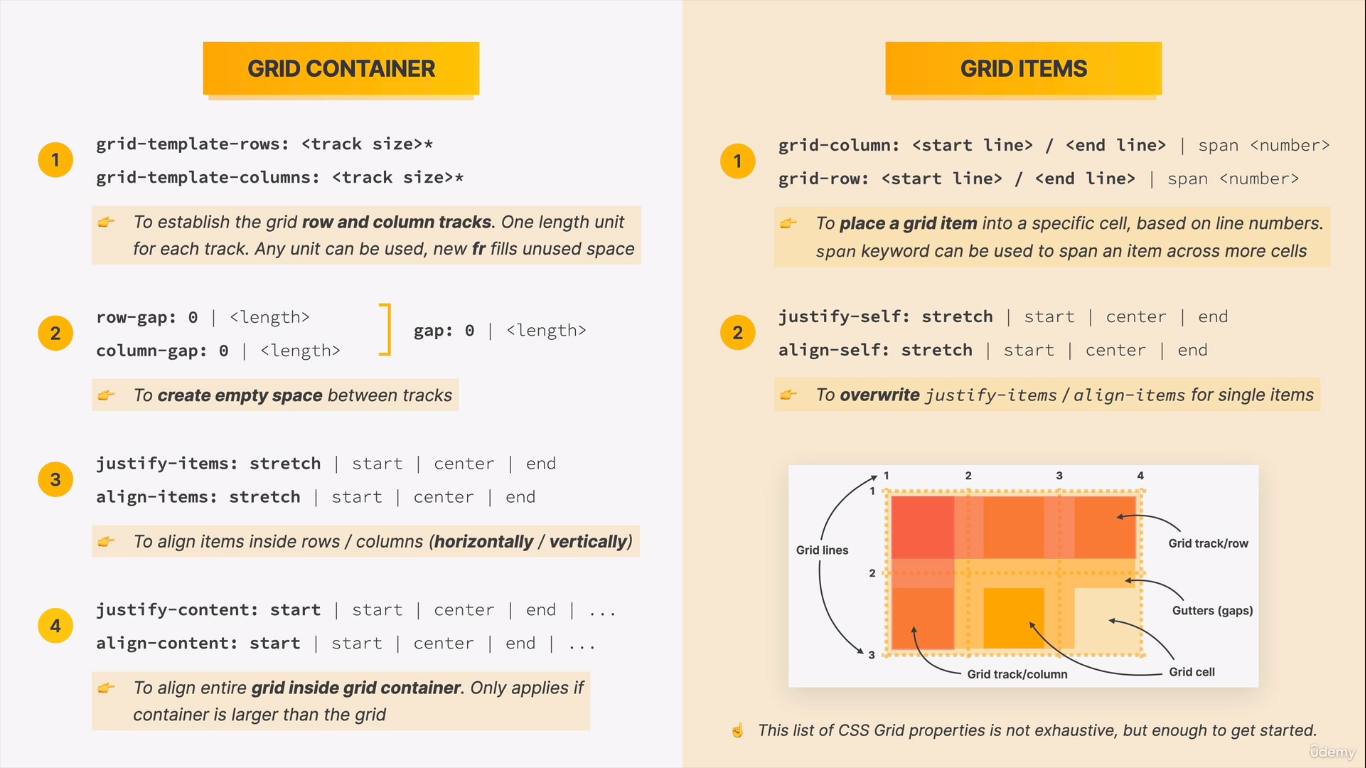 GRID CONTAINER
1
grid-template-rows: <track size>*
grid-template-columns: <track size>*
👉 To establish the grid row and column tracks. One length unit
for each track. Any unit can be used, new fr fills unused space
2
row-gap: 0 | <length>
column-gap: 0 | <length>
gap: 0 | <length>
👉 To create empty space between tracks
3
justify-items: stretch | start | center | end
align-items: stretch | start | center | end
👉 To align items inside rows / columns (horizontally / vertically)
4
justify-content: start | start | center | end | ...
align-content: start | start | center | end | ...
👉 To align entire grid inside grid container. Only applies if
container is larger than the grid
GRID ITEMS
1
grid-column: <start line> / <end line> | span <number>
grid-row: <start line> / <end line> | span <number>
👉 To place a grid item into a specific cell, based on line numbers.
span keyword can be used to span an item across more cells
2
justify-self: stretch | start | center | end
align-self: stretch | start | center | end
👉 To overwrite justify-items / align-items for single items
1 2 3 4
1
Grid lines
Grid track/row
2
Gutters (gaps)
3
Grid track/column
Grid cell
☝️ This list of CSS Grid properties is not exhaustive, but enough to get started.
ûdemy